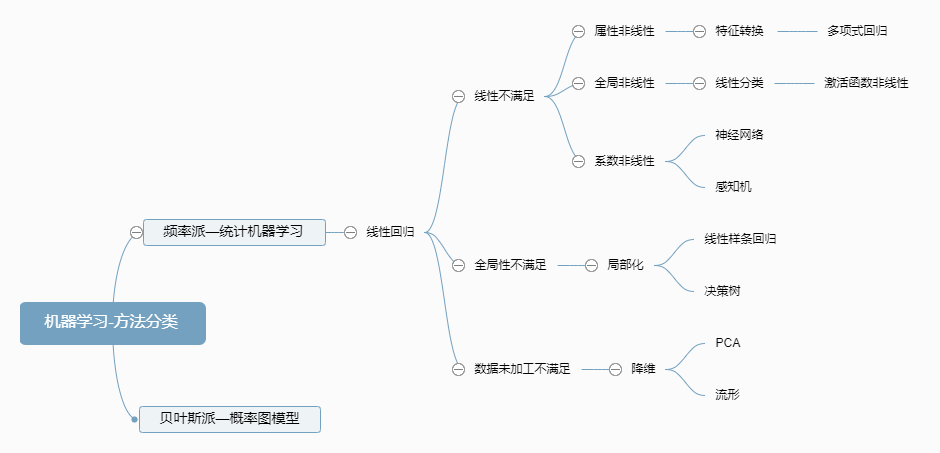 属性非线性
特征转换
多项式回归
全局非线性
线性分类
激活函数非线性
线性不满足
系数非线性
神经网络
感知机
频率派—统计机器学习
线性回归
全局性不满足
局部化
线性样条回归
决策树
机器学习-方法分类
数据未加工不满足
降维
PCA
流形
贝叶斯派—概率图模型